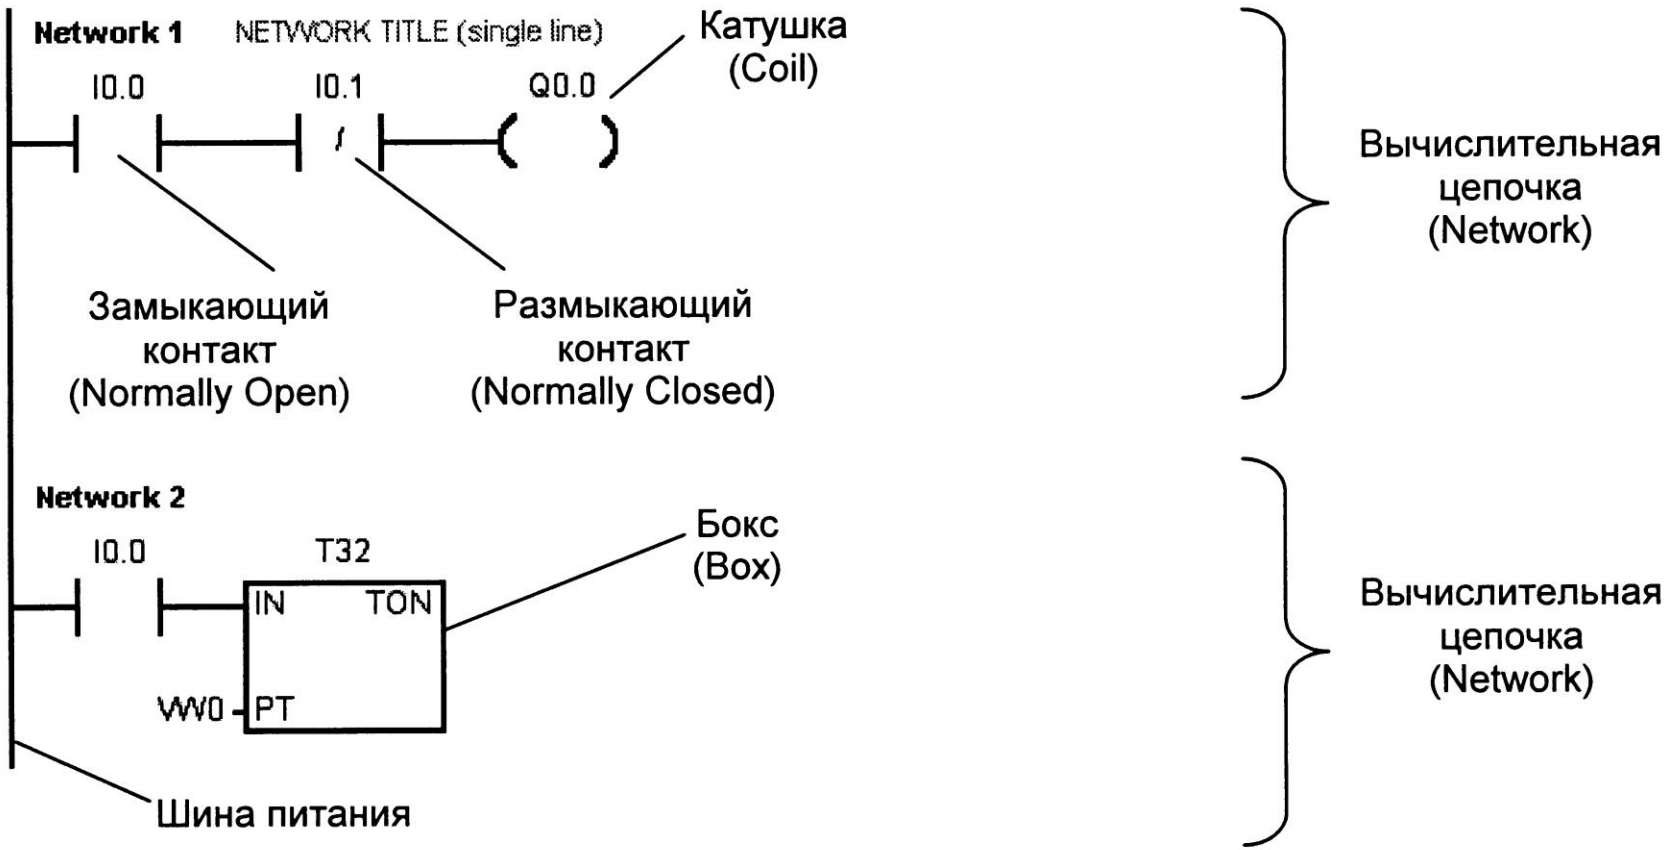 Network 1 NETWORK TITLE (single line)
Катушка
(Coil)
I0.0 I0.1 Q0.0
Замыкающий
контакт
(Normally Open)
Размыкающий
контакт
(Normally Closed)
Вычислительная
цепочка
(Network)
Network 2
I0.0 T32
IN TON
VW0 PT
Бокс
(Box)
Вычислительная
цепочка
(Network)
Шина питания